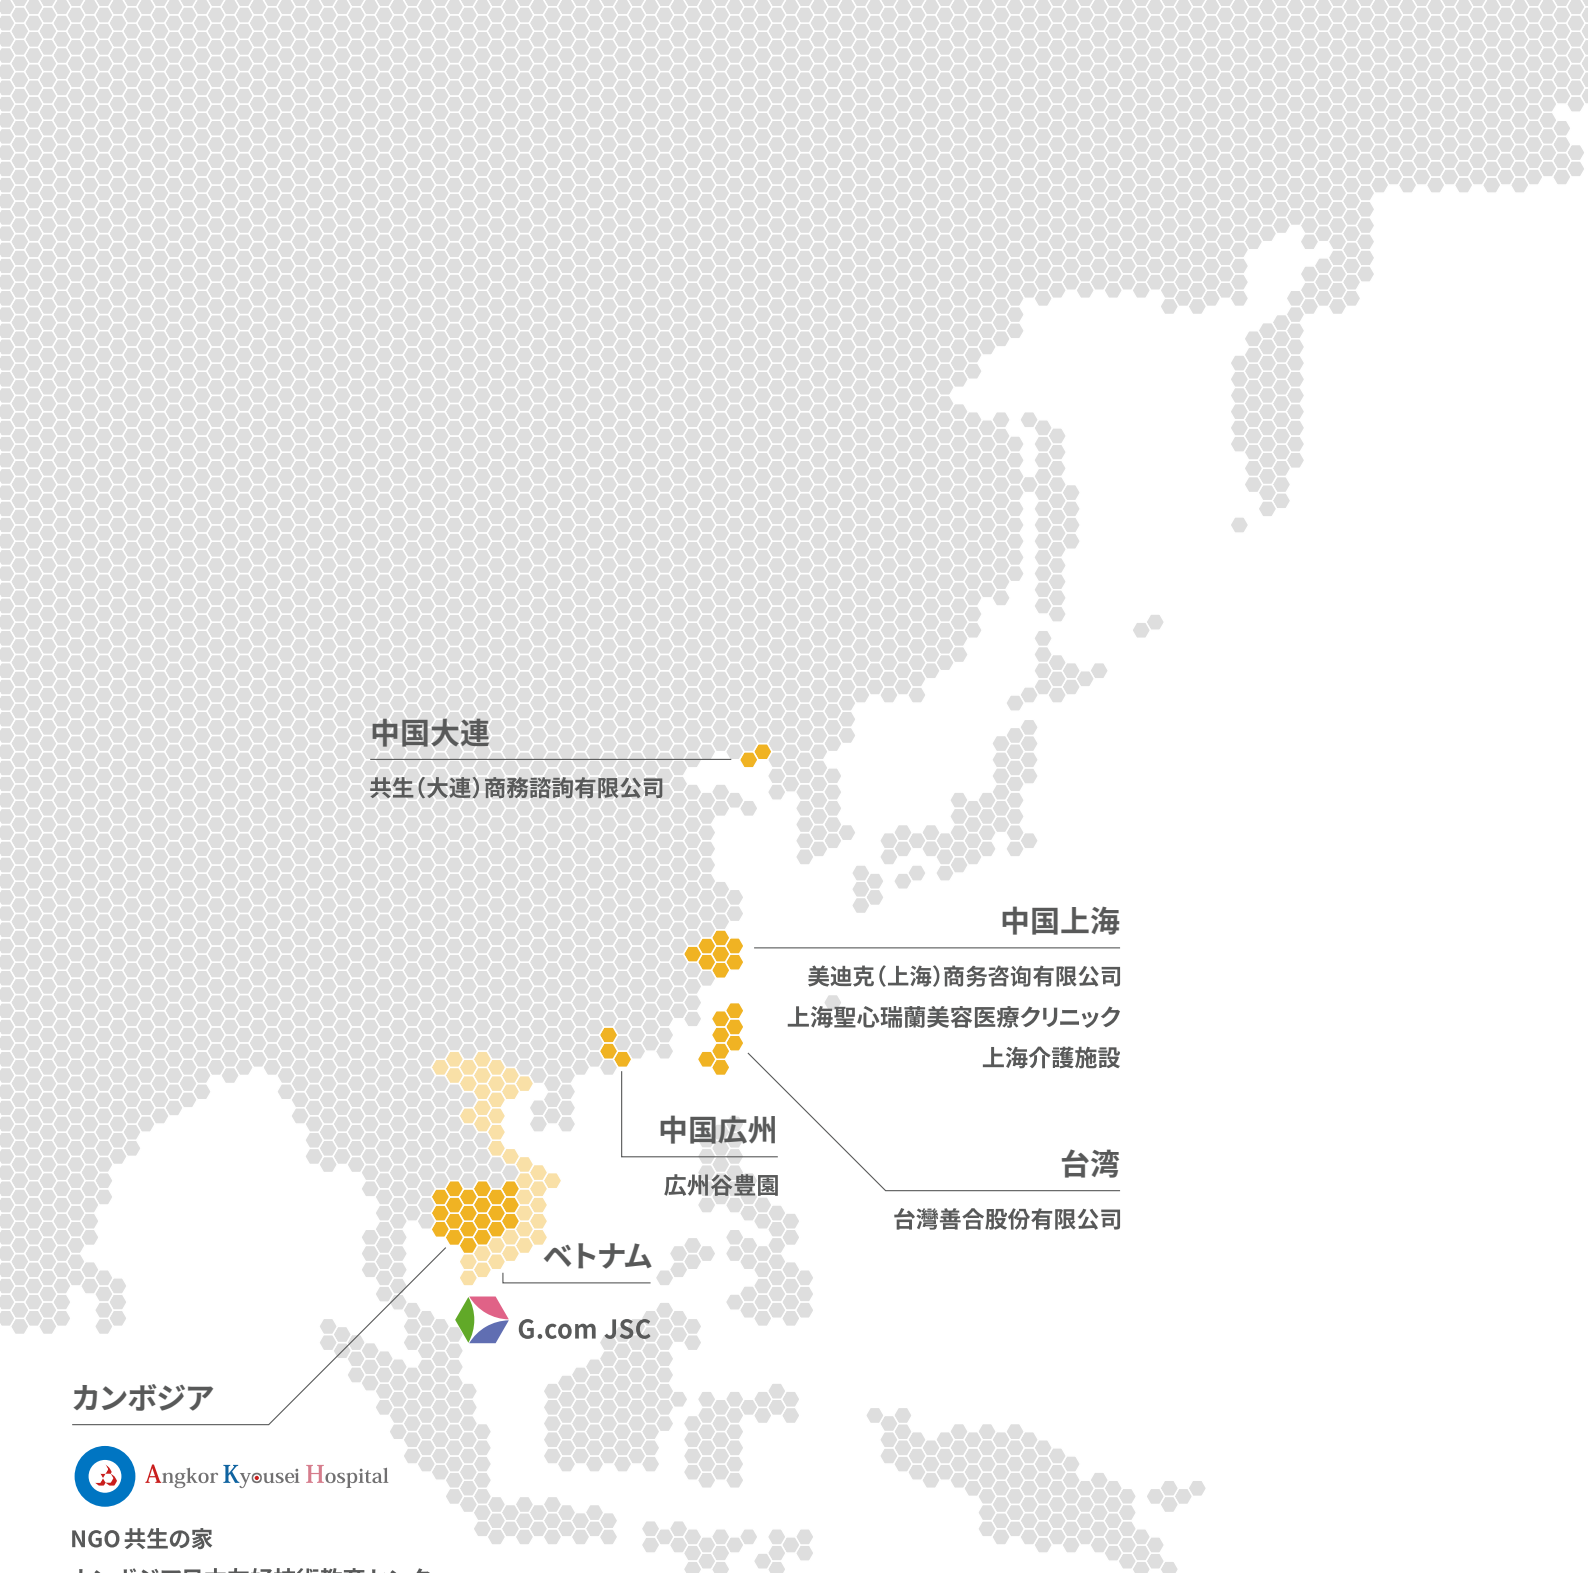 中国大連
共生（大連）商務諮詢有限公司
中国上海
美迪克（上海）商务咨询有限公司
上海聖心瑞蘭美容医療クリニック
上海介護施設
中国広州
広州谷豊園
台湾
台灣善合股份有限公司
ベトナム
G.com JSC
カンボジア
Angkor Kyousei Hospital
NGO共生の家